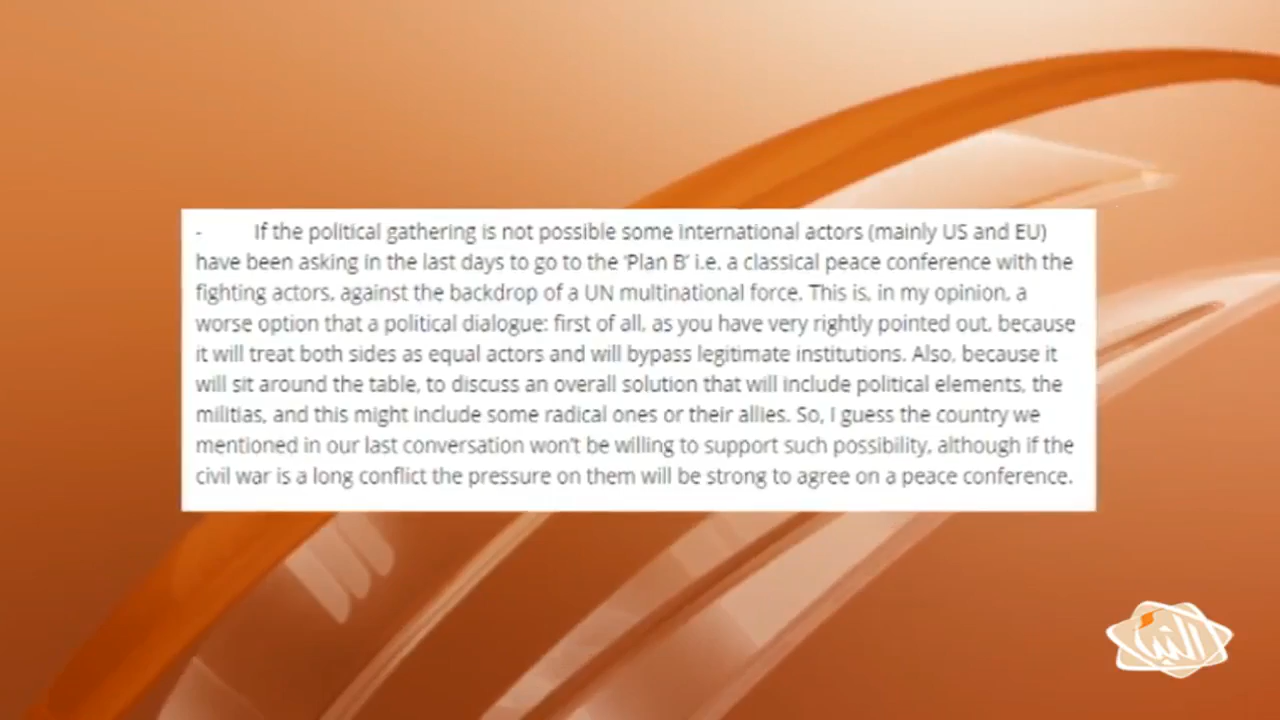 - If the political gathering is not possible some international actors (mainly US and EU)
have been asking in the last days to go to the 'Plan B' i.e. a classical peace conference with the
fighting actors, against the backdrop of a UN multinational force. This is, in my opinion, a
worse option that a political dialogue: first of all, as you have very rightly pointed out, because
it will treat both sides as equal actors and will bypass legitimate institutions. Also, because it
will sit around the table, to discuss an overall solution that will include political elements, the
militias, and this might include some radical ones or their allies. So, I guess the country we
mentioned in our last conversation won't be willing to support such possibility, although if the
civil war is a long conflict the pressure on them will be strong to agree on a peace conference.
النبأ